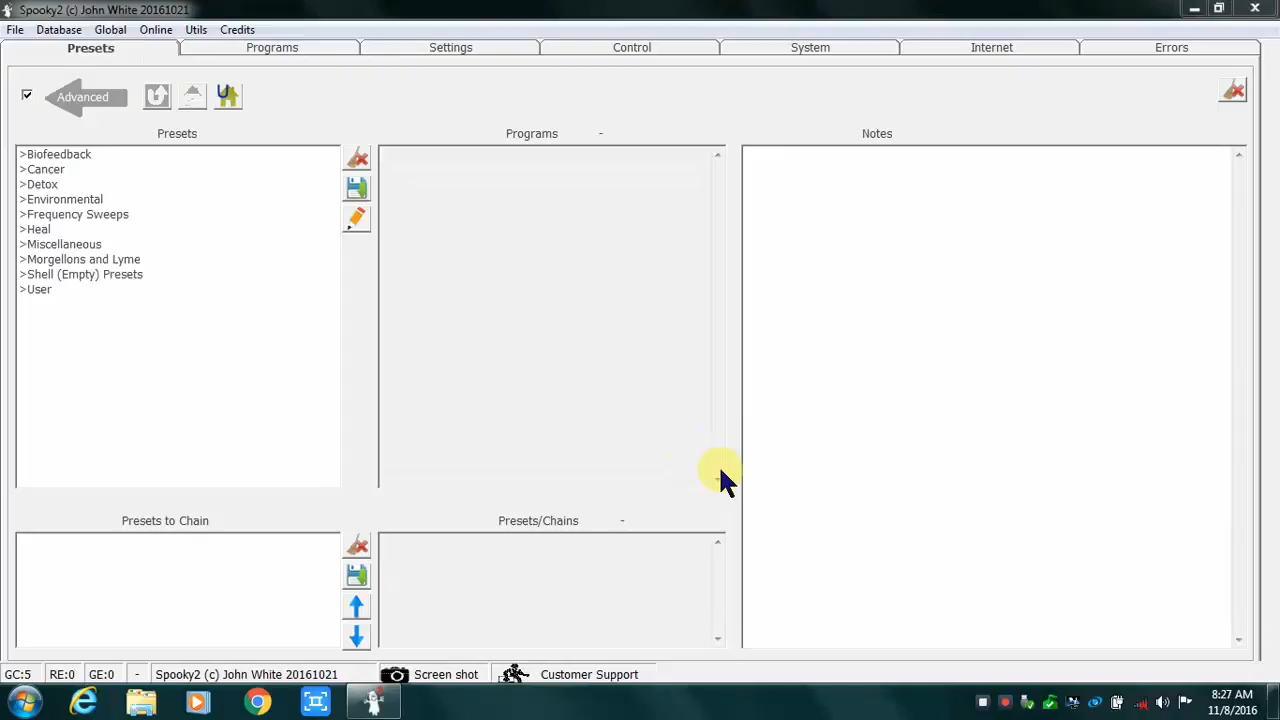 Spooky2 (c) John White 20161021
File Database Global Online Utils Credits
Presets Programs Settings Control System Internet Errors
Advanced
Presets Programs - Notes
>Biofeedback
>Cancer
>Detox
>Environmental
>Frequency Sweeps
>Heal
>Miscellaneous
>Morgellons and Lyme
>Shell (Empty) Presets
>User
Presets to Chain Presets/Chains -
GC:5 RE:0 GE:0 - Spooky2 (c) John White 20161021 Screen shot Customer Support
8:27 AM
11/8/2016